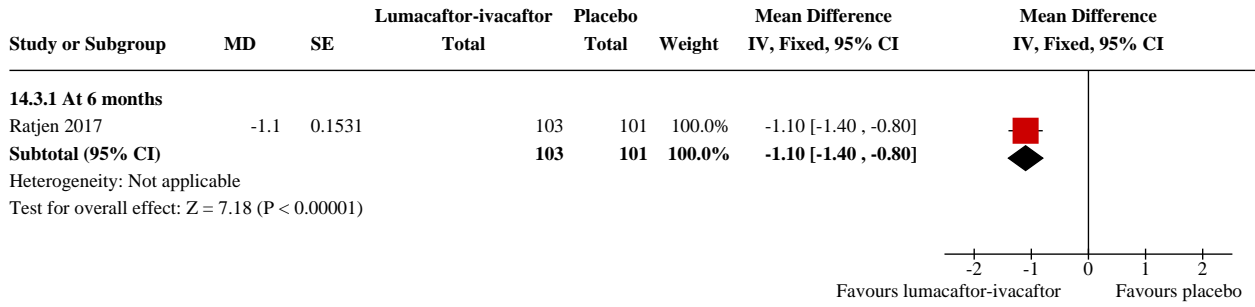 Lumacaftor-ivacaftor Placebo Mean Difference Mean Difference
Study or Subgroup MD SE Total Total Weight IV, Fixed, 95% CI IV, Fixed, 95% CI
14.3.1 At 6 months
Ratjen 2017 -1.1 0.1531 103 101 100.0% -1.10 [-1.40 , -0.80]
Subtotal (95% CI) 103 101 100.0% -1.10 [-1.40 , -0.80]
Heterogeneity: Not applicable
Test for overall effect: Z = 7.18 (P < 0.00001)
-2 -1 0 1 2
Favours lumacaftor-ivacaftor Favours placebo